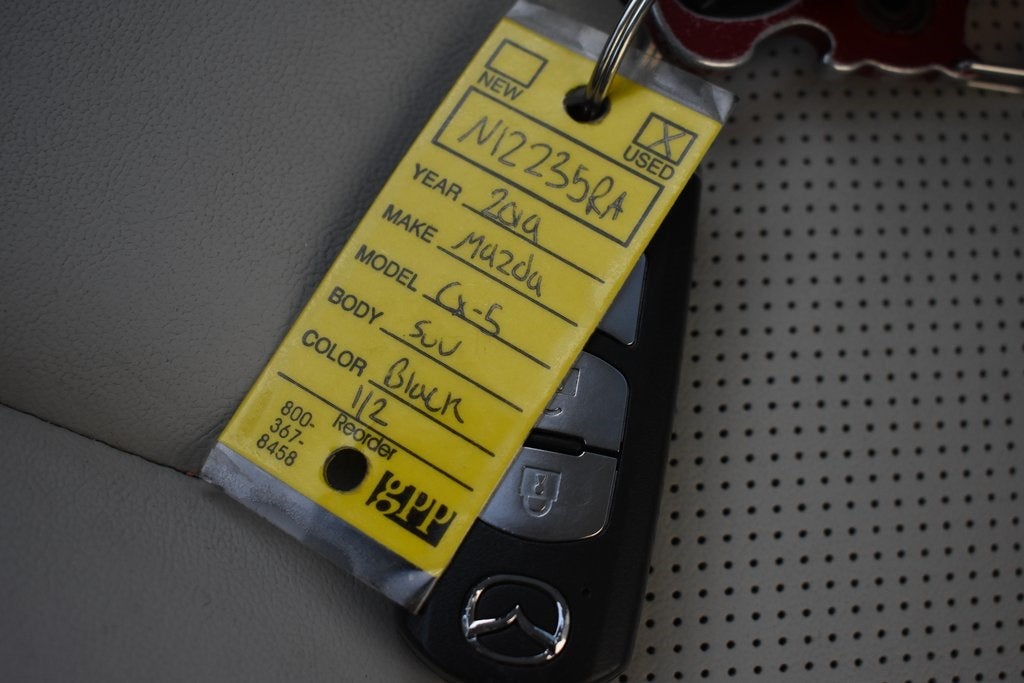 NEW
X
USED
N12235RA
YEAR 2019
MAKE Mazda
MODEL Cx-5
BODY SUV
COLOR Black
1/2
800-
367-
8458
Reorder
gpp